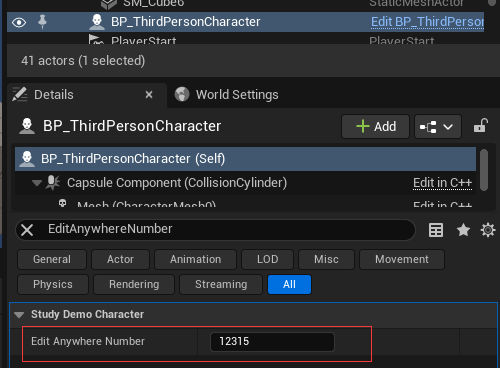 SM_Cube6 StaticMeshActor
BP_ThirdPersonCharacter Edit BP_ThirdPerson
PlayerStart PlayerStart
41 actors (1 selected)
Details World Settings
BP_ThirdPersonCharacter Add
BP_ThirdPersonCharacter (Self)
Capsule Component (CollisionCylinder) Edit in C++
Mesh (CharacterMesh0) Edit in C++
EditAnywhereNumber
General Actor Animation LOD Misc Movement
Physics Rendering Streaming All
Study Demo Character
Edit Anywhere Number 12315